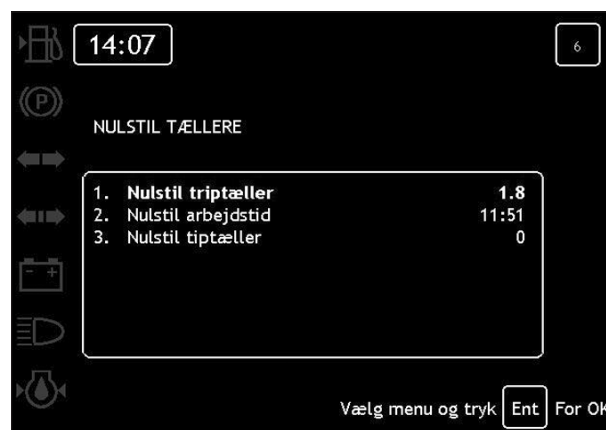 14:07
6
(P)
NULSTIL TÆLLERE
1. Nulstil triptæller 1.8
2. Nulstil arbejdstid 11:51
3. Nulstil tiptæller 0
- +
Vælg menu og tryk Ent For OK